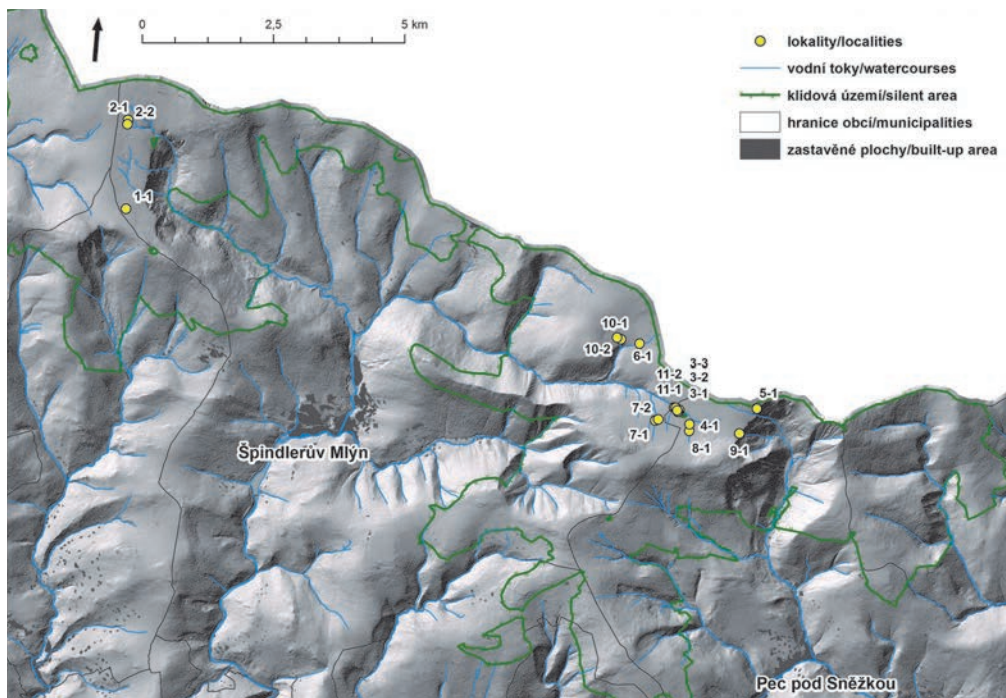 0 2,5 5 km
lokality/localities
vodní toky/watercourses
klidová území/silent area
hranice obcí/municipalities
zastavěné plochy/built-up area
2-1
2-2
1-1
10-1
10-2
6-1
11-2 3-3
11-1 3-2
3-1
5-1
7-2
7-1
4-1
8-1
9-1
Špindlerův Mlýn
Pec pod Sněžkou